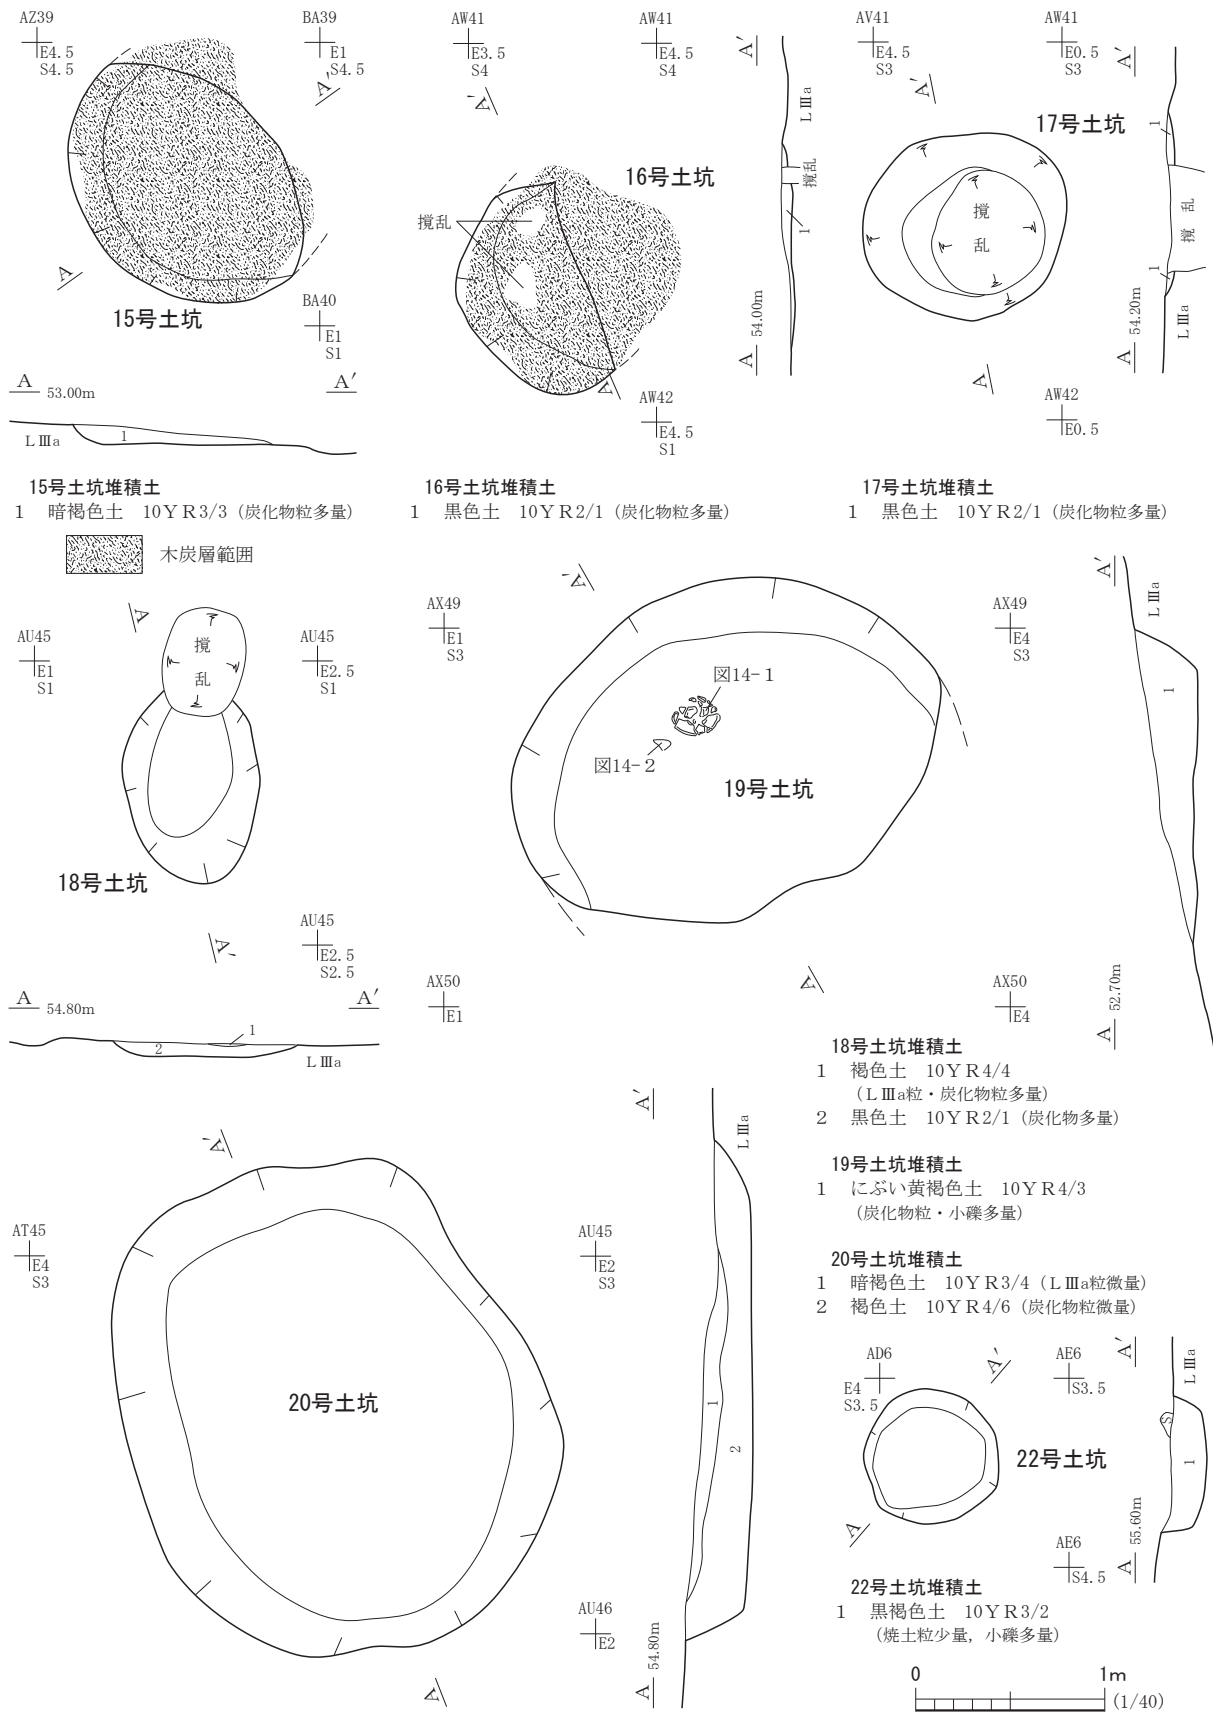 AZ39
E4.5
S4.5
BA39
E1
S4.5
A′
A
15号土坑
BA40
E1
S1
A 53.00m A′
LⅢa
1
AW41
E3.5
S4
AW41
E4.5
S4
A′
16号土坑
撹乱
A
AW42
E4.5
S1
A′
LⅢa
撹乱
1
A 54.00m
AV41
E4.5
S3
AW41
E0.5
S3
A′
17号土坑
撹乱
A
AW42
E0.5
A′
1
撹乱
1
LⅢa
A 54.20m
15号土坑堆積土
1 暗褐色土 10YR3/3(炭化物粒多量)
16号土坑堆積土
1 黒色土 10YR2/1(炭化物粒多量)
17号土坑堆積土
1 黒色土 10YR2/1(炭化物粒多量)
木炭層範囲
A
AU45
E1
S1
撹乱
AU45
E2.5
S1
18号土坑
A′
AU45
E2.5
S2.5
A 54.80m A′
1
2
LⅢa
A′
AX49
E1
S3
AX49
E4
S3
図14-1
図14-2
19号土坑
A
AX50
E1
AX50
E4
A′
LⅢa
1
A 52.70m
18号土坑堆積土
1 褐色土 10YR4/4
(LⅢa粒・炭化物粒多量)
2 黒色土 10YR2/1(炭化物多量)
19号土坑堆積土
1 にぶい黄褐色土 10YR4/3
(炭化物粒・小礫多量)
20号土坑堆積土
1 暗褐色土 10YR3/4(LⅢa粒微量)
2 褐色土 10YR4/6(炭化物粒微量)
A′
AT45
E4
S3
AU45
E2
S3
20号土坑
AU46
E2
A
A′
LⅢa
1
2
A 54.80m
AD6
E4
S3.5
A′
AE6
S3.5
22号土坑
A
AE6
S4.5
A′
LⅢa
S
1
A 55.60m
22号土坑堆積土
1 黒褐色土 10YR3/2
(焼土粒少量,小礫多量)
0 1m
(1/40)